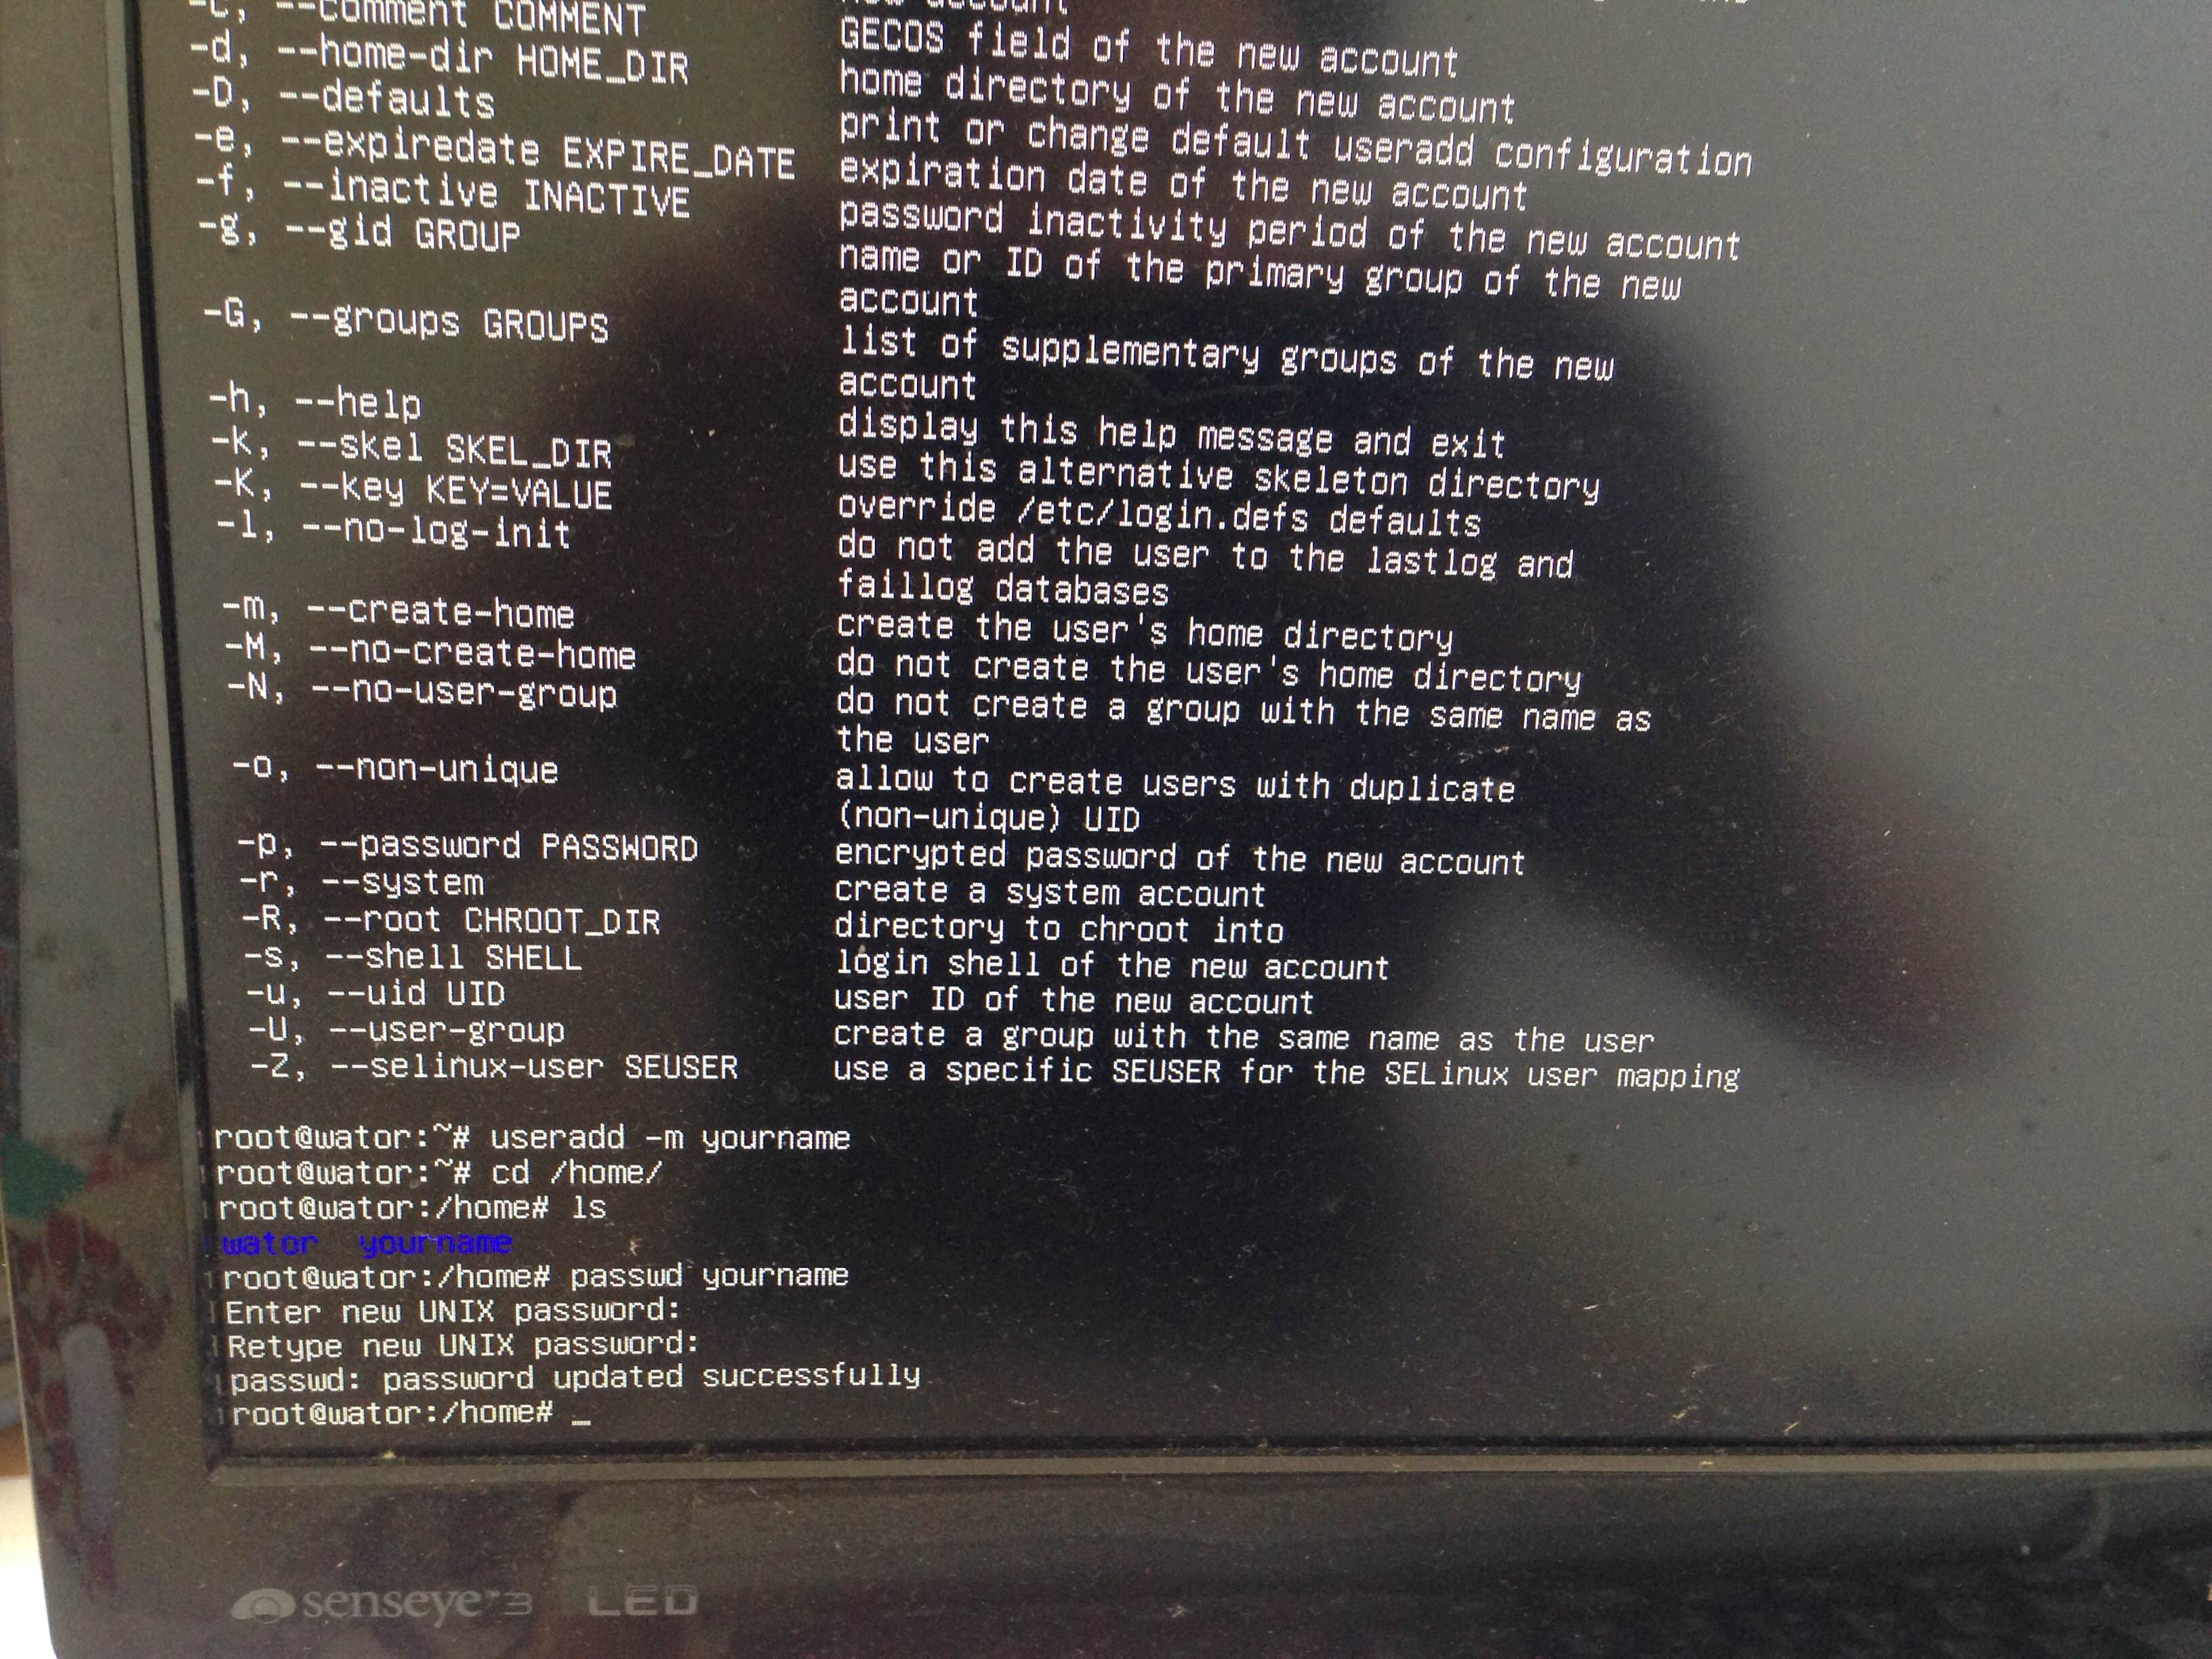 -c, --comment COMMENT account
-d, --home-dir HOME_DIR GECOS field of the new account
-D, --defaults home directory of the new account
-e, --expiredate EXPIRE_DATE print or change default useradd configuration
-f, --inactive INACTIVE expiration date of the new account
-g, --gid GROUP password inactivity period of the new account
name or ID of the primary group of the new
account
-G, --groups GROUPS list of supplementary groups of the new
account
-h, --help display this help message and exit
-k, --skel SKEL_DIR use this alternative skeleton directory
-K, --key KEY=VALUE override /etc/login.defs defaults
-l, --no-log-init do not add the user to the lastlog and
faillog databases
-m, --create-home create the user's home directory
-M, --no-create-home do not create the user's home directory
-N, --no-user-group do not create a group with the same name as
the user
-o, --non-unique allow to create users with duplicate
(non-unique) UID
-p, --password PASSWORD encrypted password of the new account
-r, --system create a system account
-R, --root CHROOT_DIR directory to chroot into
-s, --shell SHELL login shell of the new account
-u, --uid UID user ID of the new account
-U, --user-group create a group with the same name as the user
-Z, --selinux-user SEUSER use a specific SEUSER for the SELinux user mapping
root@wator:~# useradd -m yourname
root@wator:~# cd /home/
root@wator:/home# ls
wator yourname
root@wator:/home# passwd yourname
Enter new UNIX password:
Retype new UNIX password:
passwd: password updated successfully
root@wator:/home# _
senseye™3 LED